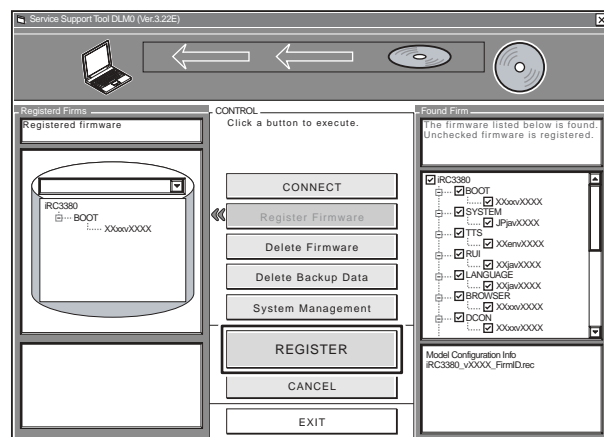 Service Support Tool DLM0 (Ver.3.22E)
Registerd Firms
Registered firmware
iRC3380
BOOT
XXxxvXXXX
CONTROL
Click a button to execute.
CONNECT
Register Firmware
Delete Firmware
Delete Backup Data
System Management
REGISTER
CANCEL
EXIT
Found Firm
The firmware listed below is found.
Unchecked firmware is registered.
iRC3380
BOOT
XXxxvXXXX
SYSTEM
JPjavXXXX
TTS
XXenvXXXX
RUI
XXjavXXXX
LANGUAGE
XXjavXXXX
BROWSER
XXxxvXXXX
DCON
XXxxvXXXX
Model Configuration Info
iRC3380_vXXXX_FirmID.rec